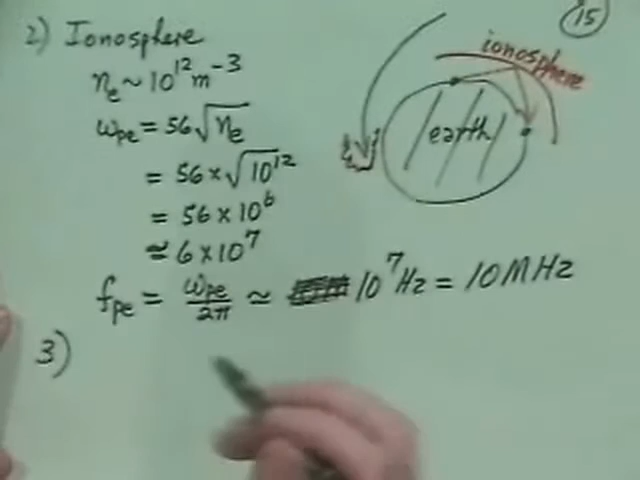 15
2) Ionosphere
ionosphere
earth
nₑ ~ 10¹² m⁻³
ωpe = 56√nₑ
= 56 × √10¹²
= 56 × 10⁶
≃ 6 × 10⁷
fpe = ωpe/2π ≃ 10⁷ Hz = 10 MHz
3)